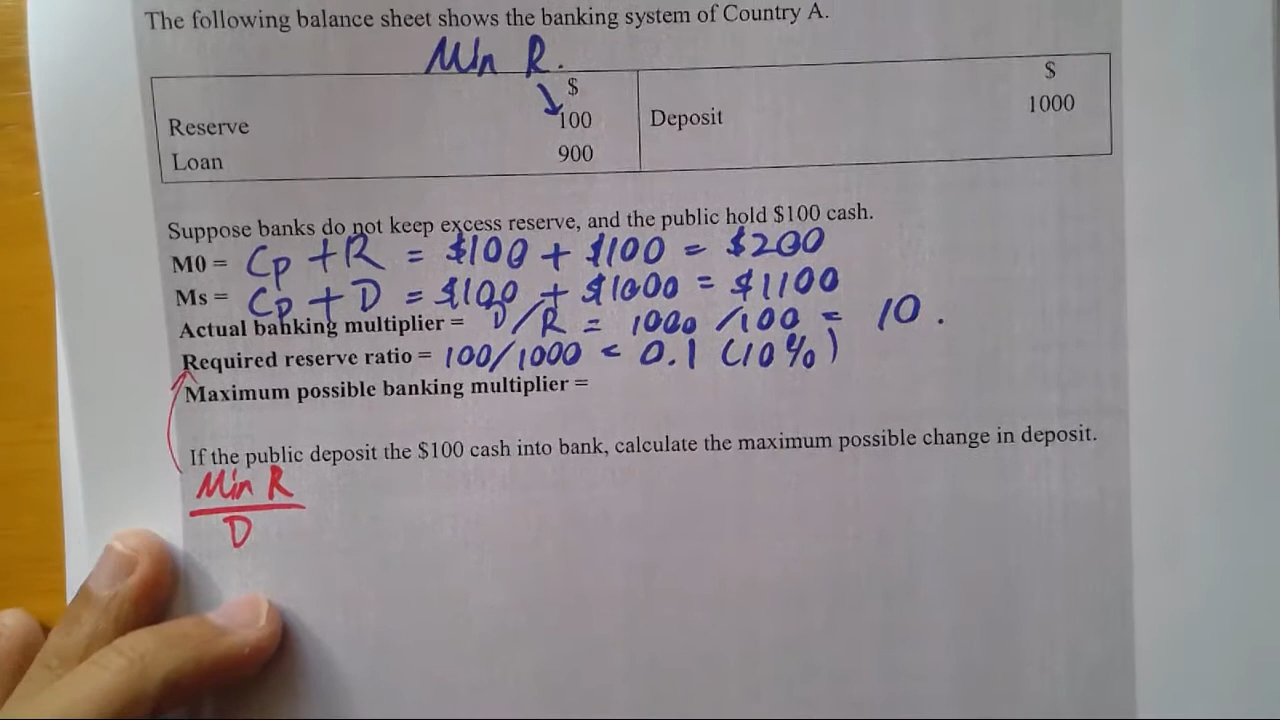 The following balance sheet shows the banking system of Country A.
Min R.
$ $
Reserve 100 Deposit 1000
Loan 900
Suppose banks do not keep excess reserve, and the public hold $100 cash.
M0 = Cp + R = $100 + $100 = $200
Ms = Cp + D = $100 + $1000 = $1100
Actual banking multiplier = D/R = 1000/100 = 10.
Required reserve ratio = 100/1000 = 0.1 (10%)
Maximum possible banking multiplier =
If the public deposit the $100 cash into bank, calculate the maximum possible change in deposit.
Min R
D